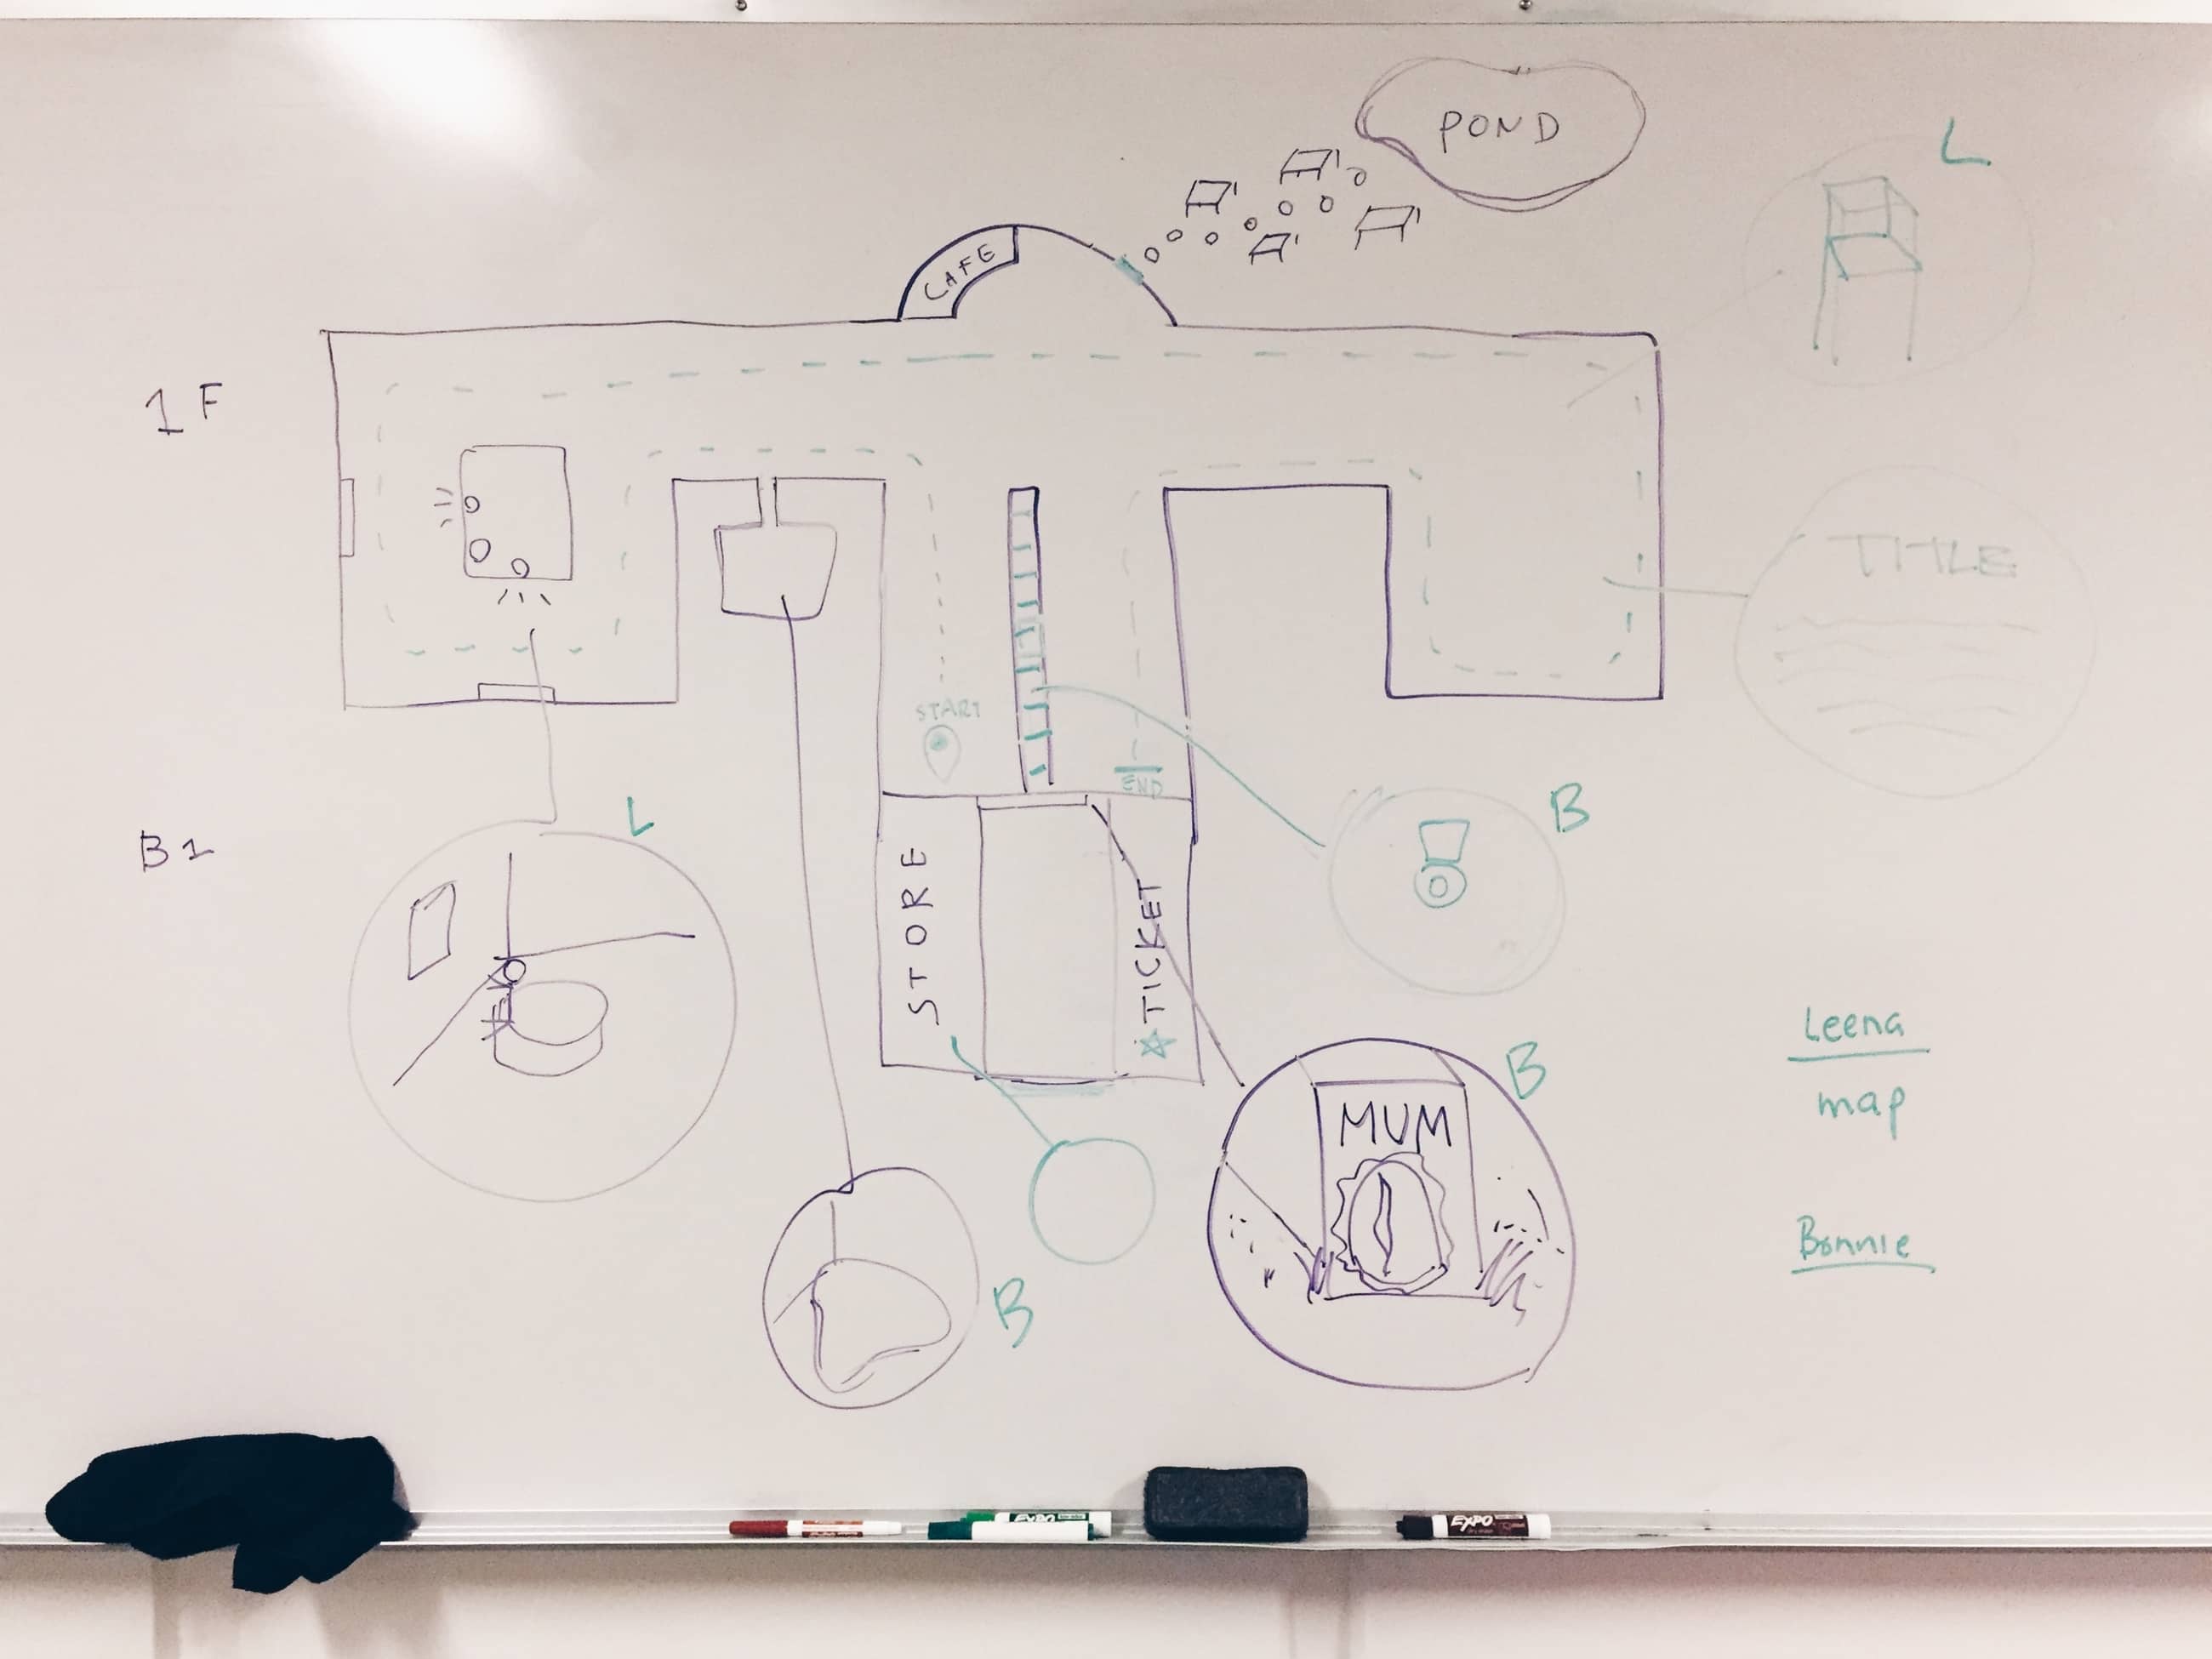 POND
L
CAFE
1F
TITLE
START
END
B1
L
STORE
TICKET
B
Leena
map
MUM
B
Bonnie
B
EXPO
EXPO